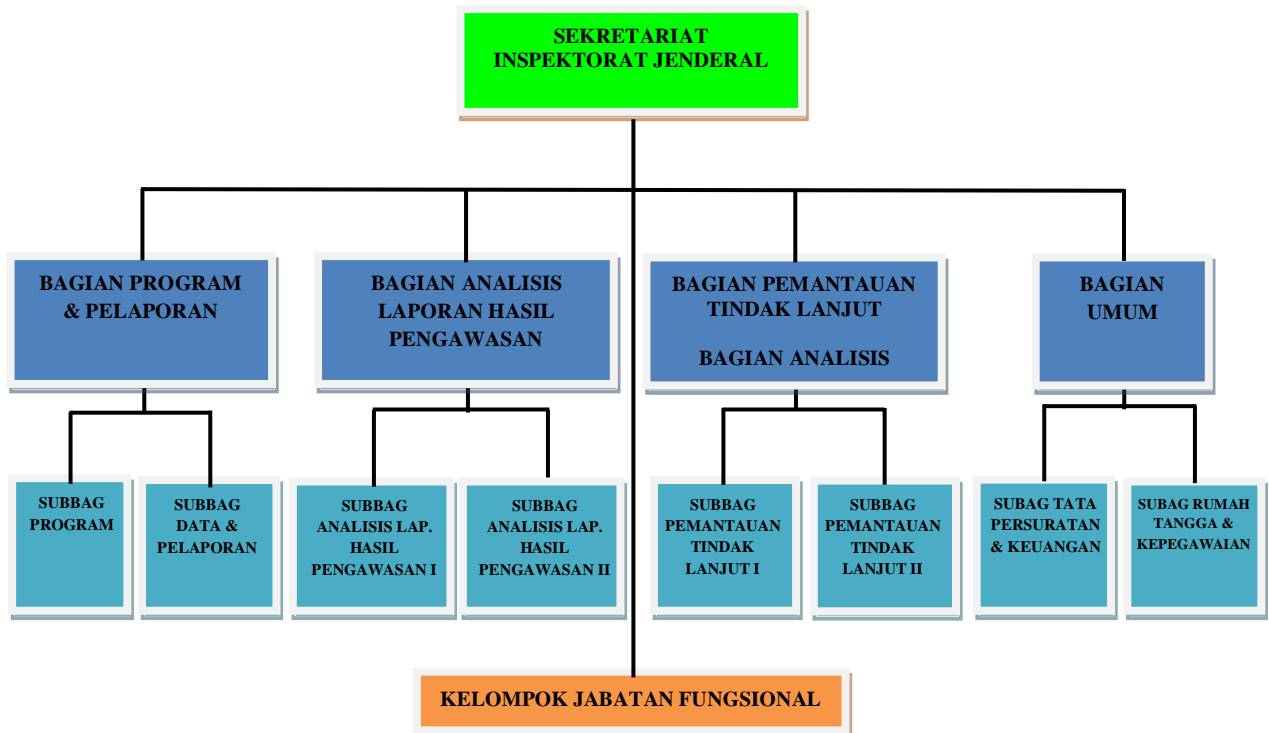 SEKRETARIAT
INSPEKTORAT JENDERAL
BAGIAN PROGRAM
& PELAPORAN
BAGIAN ANALISIS
LAPORAN HASIL
PENGAWASAN
BAGIAN PEMANTAUAN
TINDAK LANJUT
BAGIAN ANALISIS
BAGIAN
UMUM
SUBBAG
PROGRAM
SUBBAG
DATA &
PELAPORAN
SUBBAG
ANALISIS LAP.
HASIL
PENGAWASAN I
SUBBAG
ANALISIS LAP.
HASIL
PENGAWASAN II
SUBBAG
PEMANTAUAN
TINDAK
LANJUT I
SUBBAG
PEMANTAUAN
TINDAK
LANJUT II
SUBAG TATA
PERSURATAN
& KEUANGAN
SUBAG RUMAH
TANGGA &
KEPEGAWAIAN
KELOMPOK JABATAN FUNGSIONAL